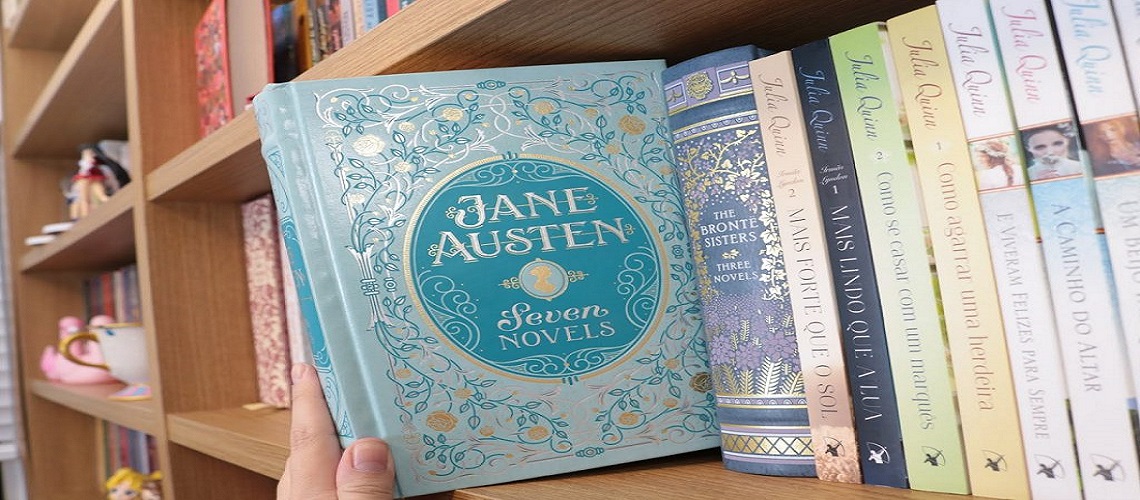 JANE
AUSTEN
Seven
NOVELS
THE
BRONTË
SISTERS
THREE
NOVELS
Julia Quinn
2
MAIS FORTE QUE O SOL
Julia Quinn
1
MAIS LINDO QUE A LUA
Julia Quinn
2
Como se casar com um marquês
Julia Quinn
1
Como agarrar uma herdeira
Julia Quinn
E VIVERAM FELIZES PARA SEMPRE
Julia Quinn
A CAMINHO DO ALTAR
Julia Quinn
UM BEIJO